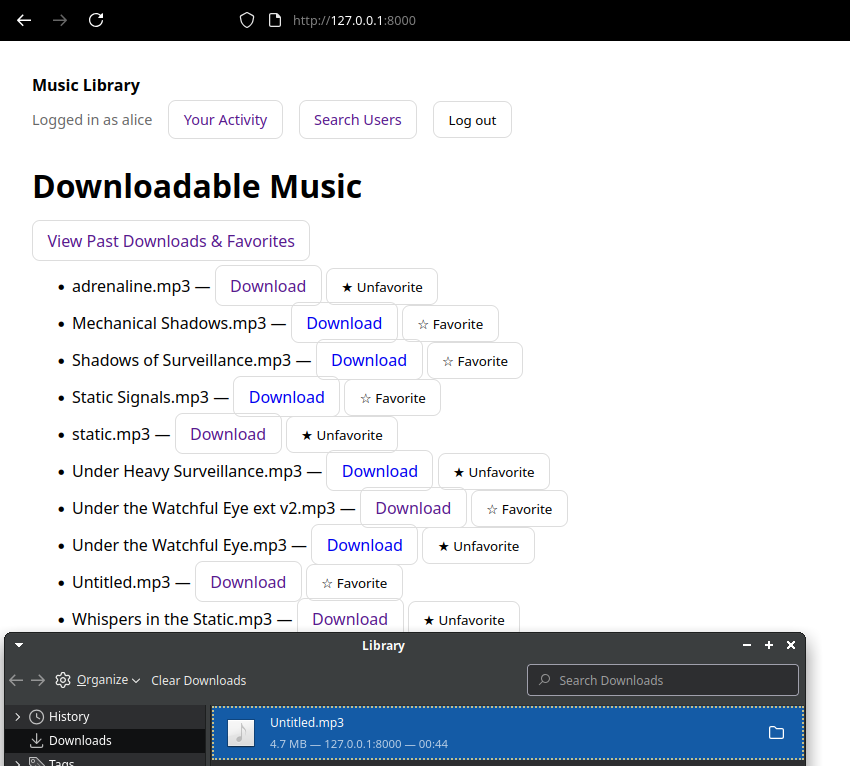 http://127.0.0.1:8000
Music Library
Logged in as alice Your Activity Search Users Log out
Downloadable Music
View Past Downloads & Favorites
• adrenaline.mp3 — Download ★ Unfavorite
• Mechanical Shadows.mp3 — Download ☆ Favorite
• Shadows of Surveillance.mp3 — Download ☆ Favorite
• Static Signals.mp3 — Download ☆ Favorite
• static.mp3 — Download ★ Unfavorite
• Under Heavy Surveillance.mp3 — Download ★ Unfavorite
• Under the Watchful Eye ext v2.mp3 — Download ☆ Favorite
• Under the Watchful Eye.mp3 — Download ★ Unfavorite
• Untitled.mp3 — Download ☆ Favorite
• Whispers in the Static.mp3 — Download ★ Unfavorite
Library
Organize Clear Downloads Search Downloads
History
Downloads
Tags
Untitled.mp3
4.7 MB — 127.0.0.1:8000 — 00:44